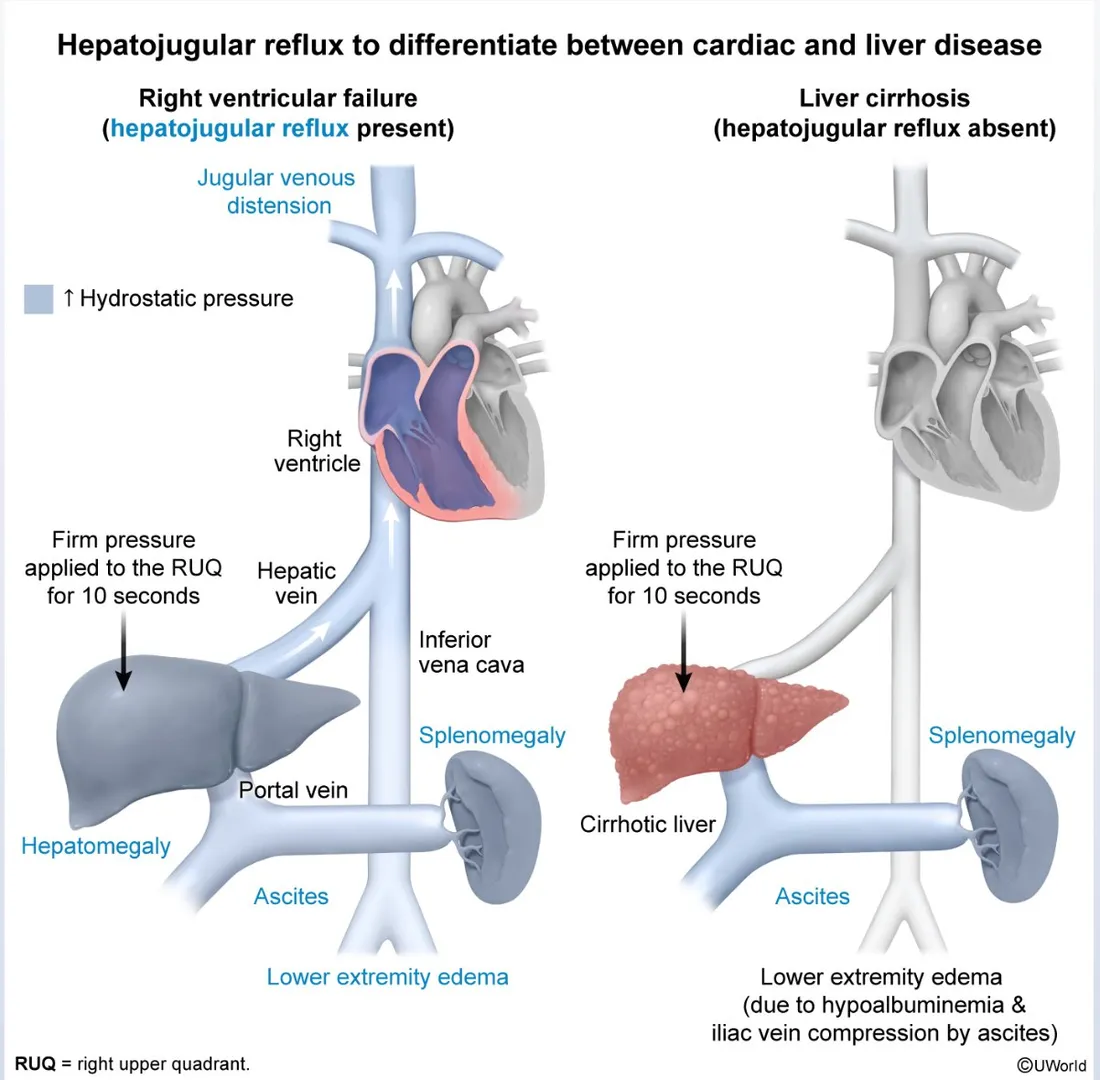 Hepatojugular reflux to differentiate between cardiac and liver disease
Right ventricular failure
(hepatojugular reflux present)
Jugular venous
distension
↑ Hydrostatic pressure
Right
ventricle
Firm pressure
applied to the RUQ
for 10 seconds
Hepatic
vein
Inferior
vena cava
Splenomegaly
Portal vein
Hepatomegaly
Ascites
Lower extremity edema
Liver cirrhosis
(hepatojugular reflux absent)
Firm pressure
applied to the RUQ
for 10 seconds
Splenomegaly
Cirrhotic liver
Ascites
Lower extremity edema
(due to hypoalbuminemia &
iliac vein compression by ascites)
RUQ = right upper quadrant.
©UWorld